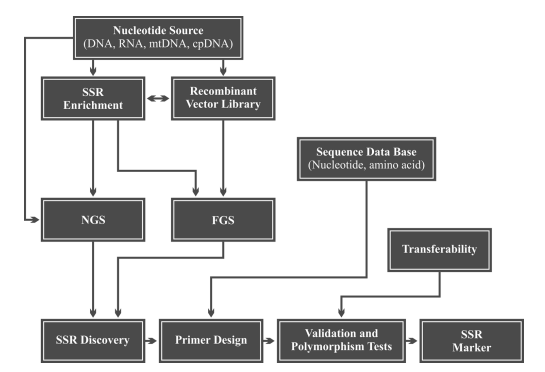 Nucleotide Source
(DNA, RNA, mtDNA, cpDNA)
SSR
Enrichment
Recombinant
Vector Library
Sequence Data Base
(Nucleotide, amino acid)
NGS
FGS
Transferability
SSR Discovery
Primer Design
Validation and
Polymorphism Tests
SSR
Marker